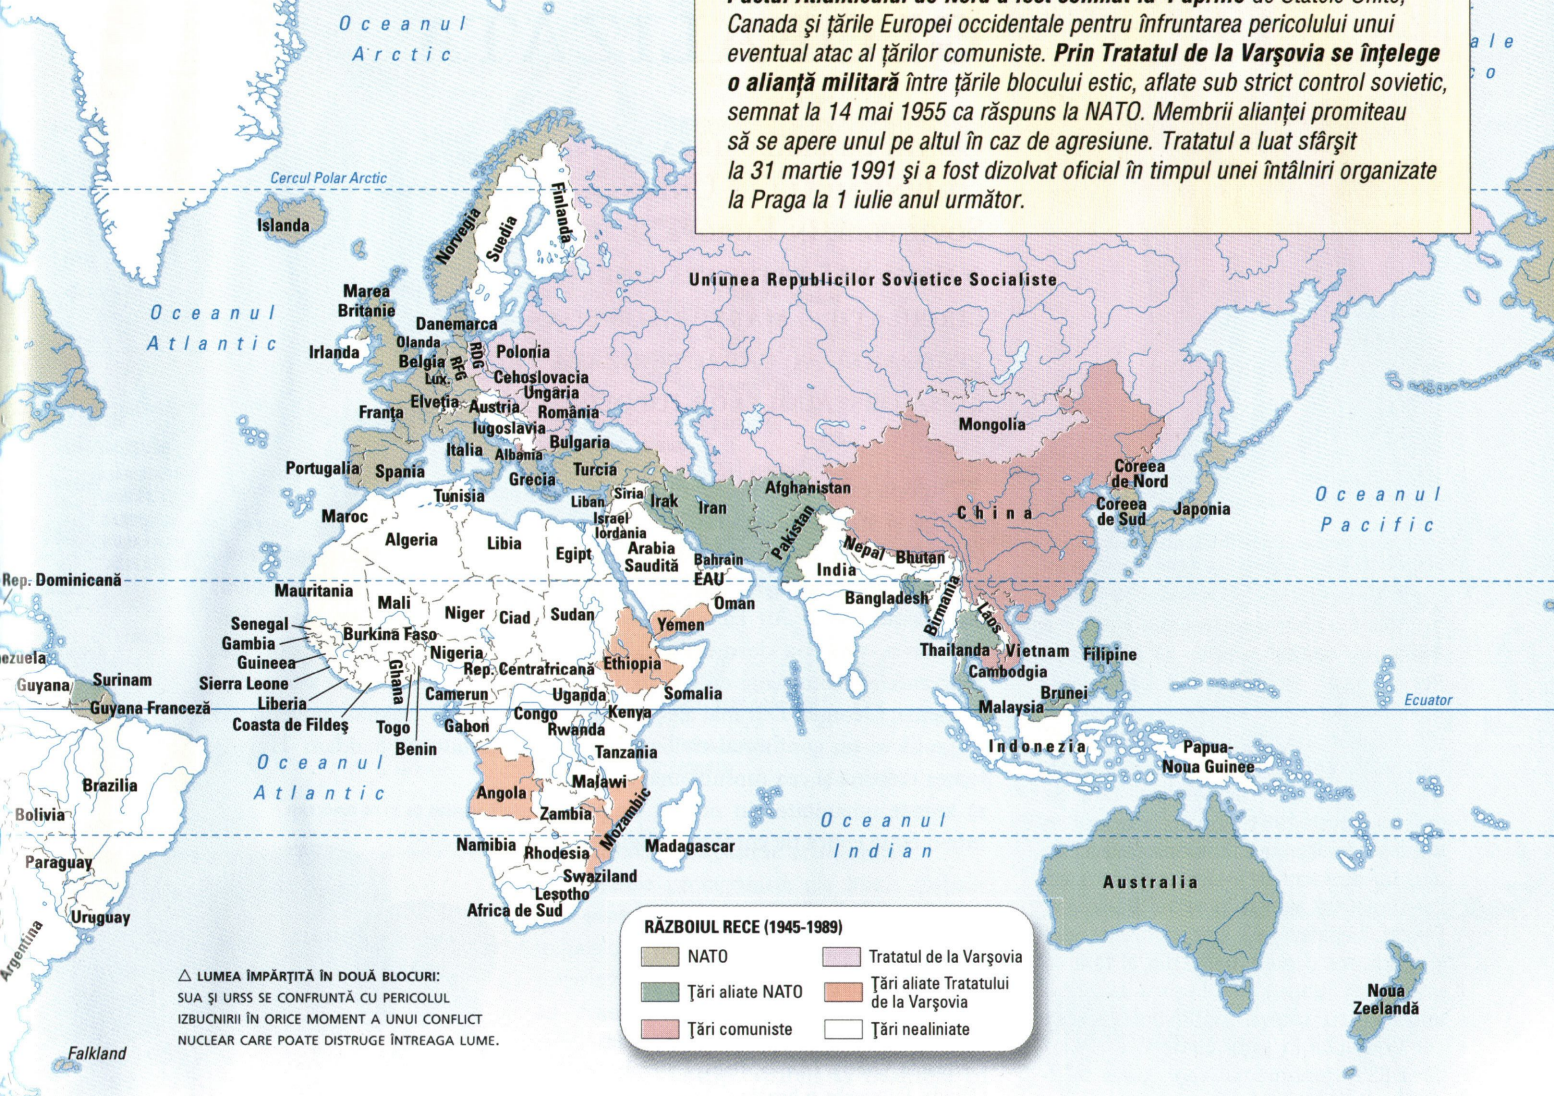 Oceanul
Arctic
Canada şi ţările Europei occidentale pentru înfruntarea pericolului unui
eventual atac al ţărilor comuniste. Prin Tratatul de la Varşovia se înţelege
o alianţă militară între ţările blocului estic, aflate sub strict control sovietic,
semnat la 14 mai 1955 ca răspuns la NATO. Membrii alianţei promiteau
să se apere unul pe altul în caz de agresiune. Tratatul a luat sfârşit
la 31 martie 1991 şi a fost dizolvat oficial în timpul unei întâlniri organizate
la Praga la 1 iulie anul următor.
Cercul Polar Arctic
Islanda
Norvegia
Suedia
Finlanda
Uniunea Republicilor Sovietice Socialiste
Oceanul
Atlantic
Marea
Britanie
Irlanda
Danemarca
Olanda
Belgia
Lux.
RFG
RDG
Polonia
Cehoslovacia
Ungaria
Franţa
Elveţia
Austria
România
Iugoslavia
Bulgaria
Italia
Albania
Portugalia
Spania
Grecia
Turcia
Mongolia
China
Coreea
de Nord
Coreea
de Sud
Japonia
Oceanul
Pacific
Tunisia
Maroc
Algeria
Libia
Egipt
Liban
Siria
Israel
Iordania
Irak
Iran
Afghanistan
Pakistan
Arabia
Saudită
Bahrain
EAU
Oman
Yemen
India
Nepal
Bhutan
Bangladesh
Birmania
Laos
Thailanda
Vietnam
Cambodgia
Filipine
Brunei
Malaysia
Indonezia
Papua-
Noua Guinee
Ecuator
Rep. Dominicană
Mauritania
Mali
Niger
Ciad
Sudan
Senegal
Gambia
Guineea
Sierra Leone
Liberia
Coasta de Fildeş
Burkina Faso
Ghana
Togo
Benin
Nigeria
Rep. Centrafricană
Ethiopia
Somalia
Camerun
Gabon
Congo
Uganda
Kenya
Rwanda
Tanzania
Angola
Malawi
Zambia
Mozambic
Namibia
Rhodesia
Swaziland
Lesotho
Africa de Sud
Madagascar
Guyana
Surinam
Guyana Franceză
Brazilia
Bolivia
Paraguay
Uruguay
Argentina
Falkland
Oceanul
Atlantic
Oceanul
Indian
Australia
Noua
Zeelandă
△ LUMEA ÎMPĂRŢITĂ ÎN DOUĂ BLOCURI:
SUA ŞI URSS SE CONFRUNTĂ CU PERICOLUL
IZBUCNIRII ÎN ORICE MOMENT A UNUI CONFLICT
NUCLEAR CARE POATE DISTRUGE ÎNTREAGA LUME.
RĂZBOIUL RECE (1945-1989)
NATO
Ţări aliate NATO
Ţări comuniste
Tratatul de la Varşovia
Ţări aliate Tratatului
de la Varşovia
Ţări nealiniate